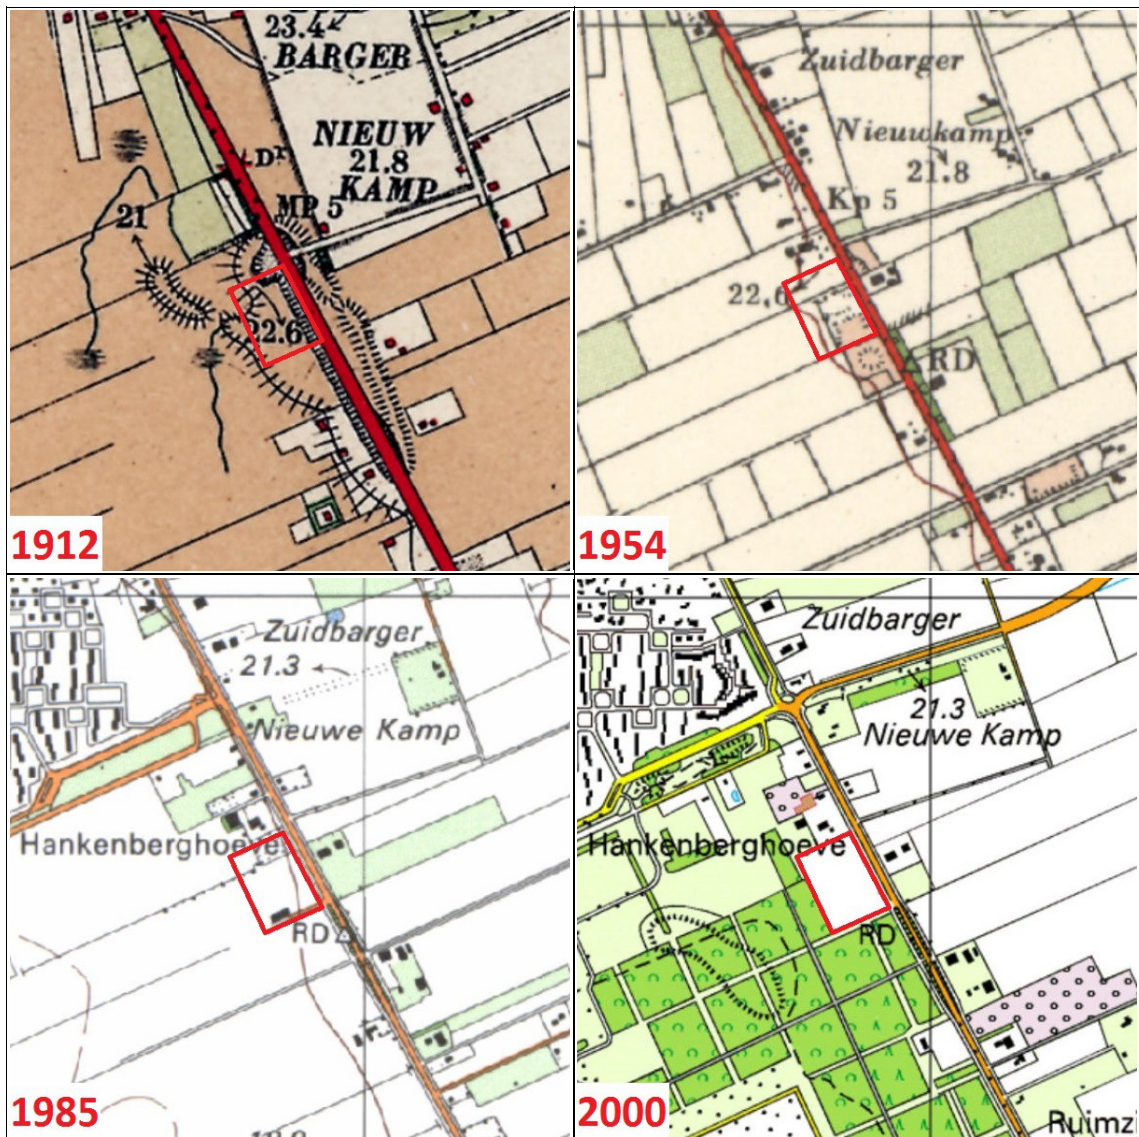 23.4
BARGER
NIEUW
21.8
KAMP
D^r
MP 5
21
22.6
1912
Zuidbarger
Nieuwkamp
21.8
Kp 5
22,6
RD
1954
Zuidbarger
21.3
Nieuwe Kamp
Hankenberghoeve
RD
1985
Zuidbarger
21.3
Nieuwe Kamp
Hankenberghoeve
RD
2000